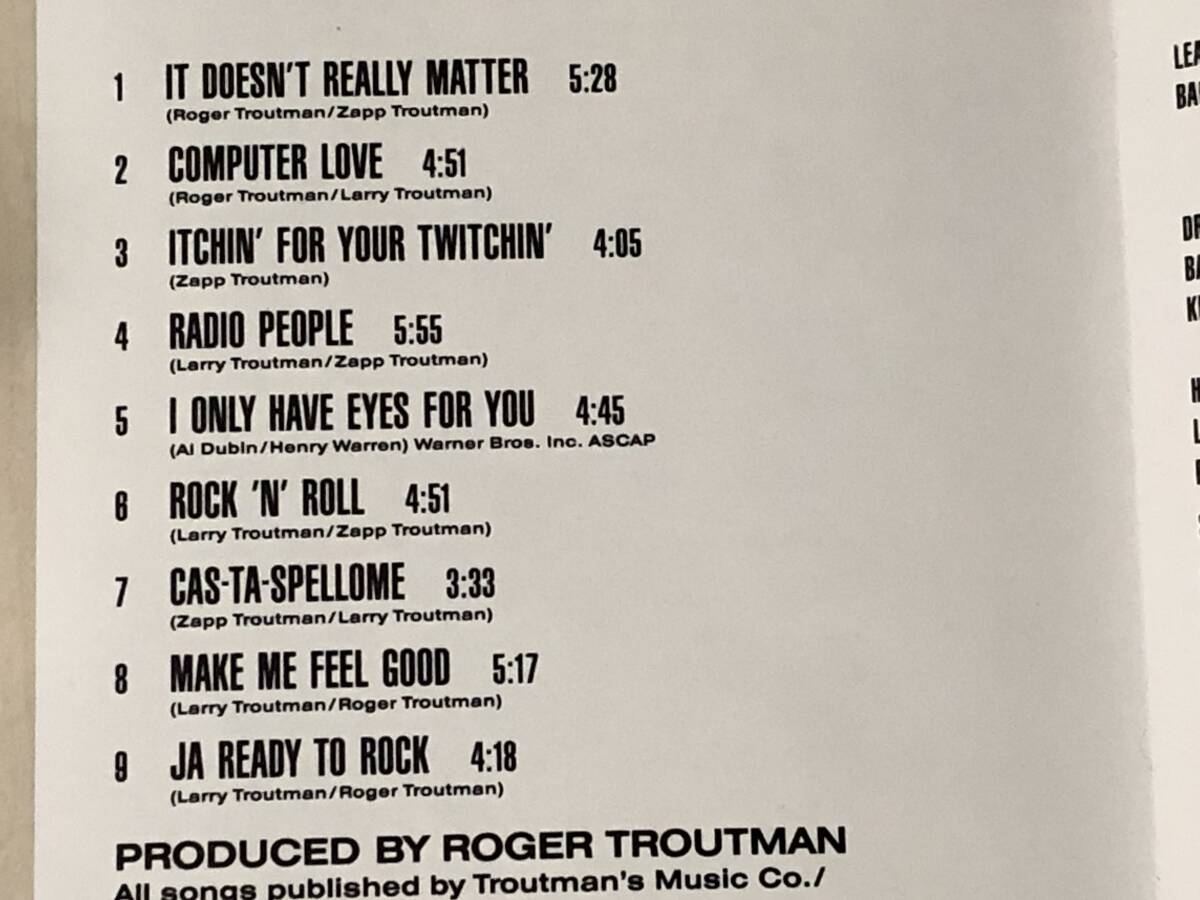 1 IT DOESN'T REALLY MATTER 5:28
(Roger Troutman/Zapp Troutman)
2 COMPUTER LOVE 4:51
(Roger Troutman/Larry Troutman)
3 ITCHIN' FOR YOUR TWITCHIN' 4:05
(Zapp Troutman)
4 RADIO PEOPLE 5:55
(Larry Troutman/Zapp Troutman)
5 I ONLY HAVE EYES FOR YOU 4:45
(Al Dubin/Henry Warren) Warner Bros. Inc. ASCAP
6 ROCK 'N' ROLL 4:51
(Larry Troutman/Zapp Troutman)
7 CAS-TA-SPELLOME 3:33
(Zapp Troutman/Larry Troutman)
8 MAKE ME FEEL GOOD 5:17
(Larry Troutman/Roger Troutman)
9 JA READY TO ROCK 4:18
(Larry Troutman/Roger Troutman)
PRODUCED BY ROGER TROUTMAN
All songs published by Troutman's Music Co./